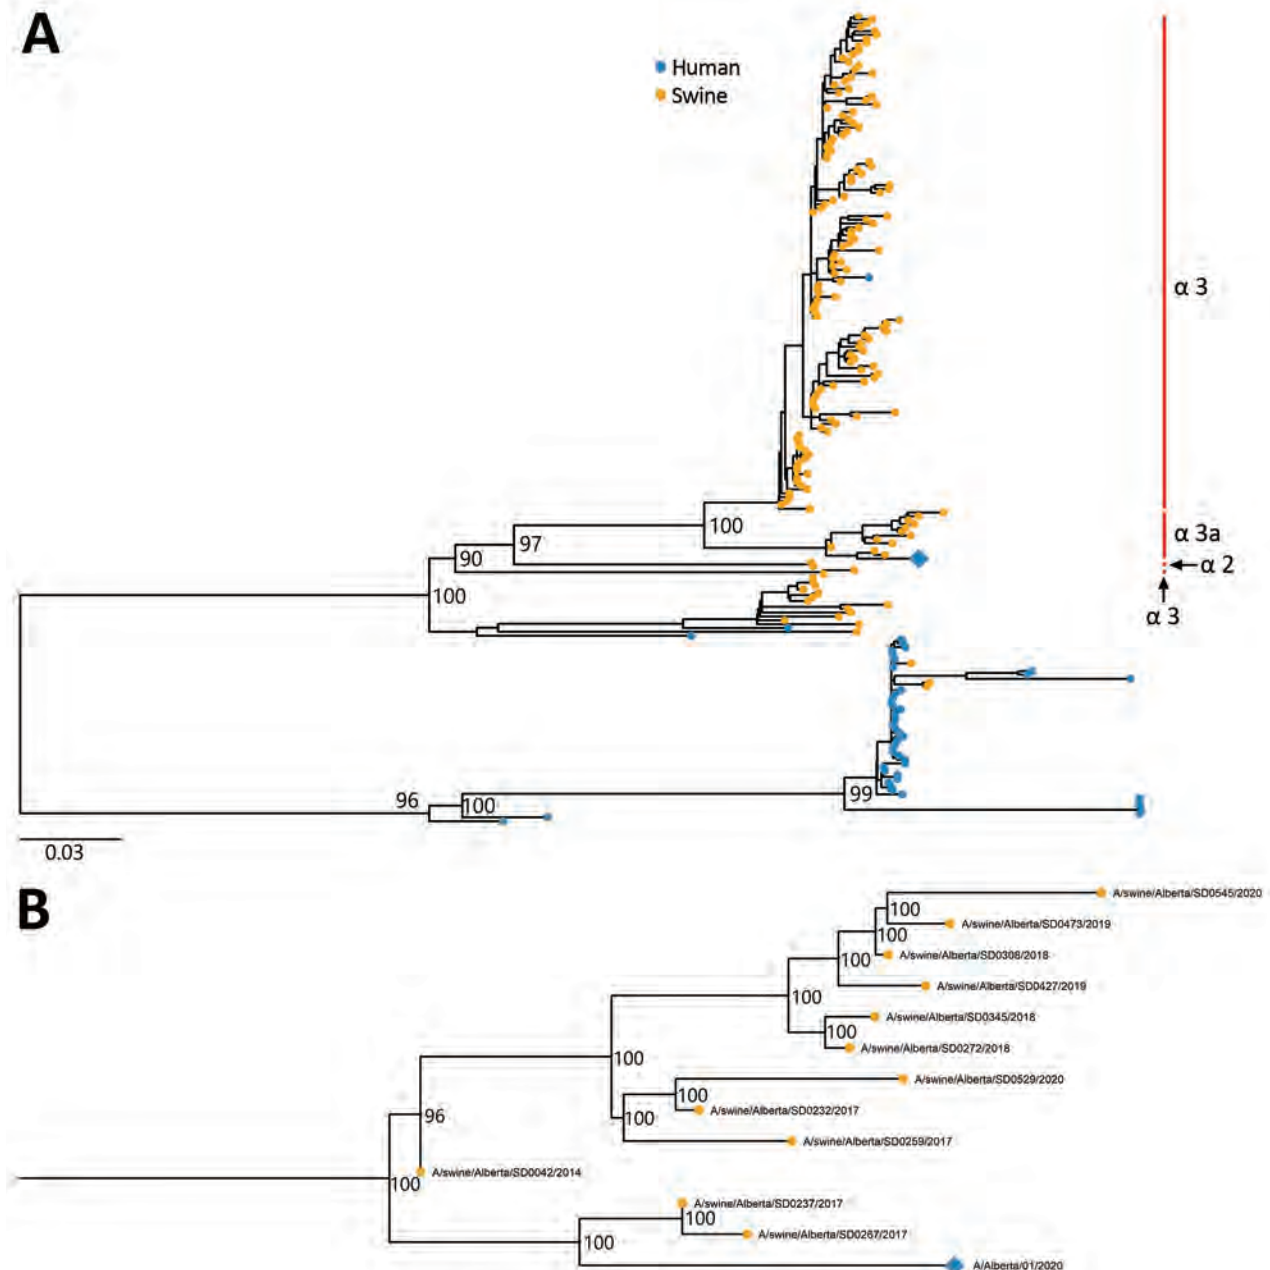 A
Human
Swine
α 3
100
97
90
100
α 3a
α 2
α 3
96
100
99
0.03
B
A/swine/Alberta/SD0545/2020
100
A/swine/Alberta/SD0473/2019
100
A/swine/Alberta/SD0308/2018
100
A/swine/Alberta/SD0427/2019
100
A/swine/Alberta/SD0345/2018
100
A/swine/Alberta/SD0272/2018
100
A/swine/Alberta/SD0529/2020
100
A/swine/Alberta/SD0232/2017
100
96
A/swine/Alberta/SD0259/2017
A/swine/Alberta/SD0042/2014
100
A/swine/Alberta/SD0237/2017
100
A/swine/Alberta/SD0267/2017
100
A/Alberta/01/2020